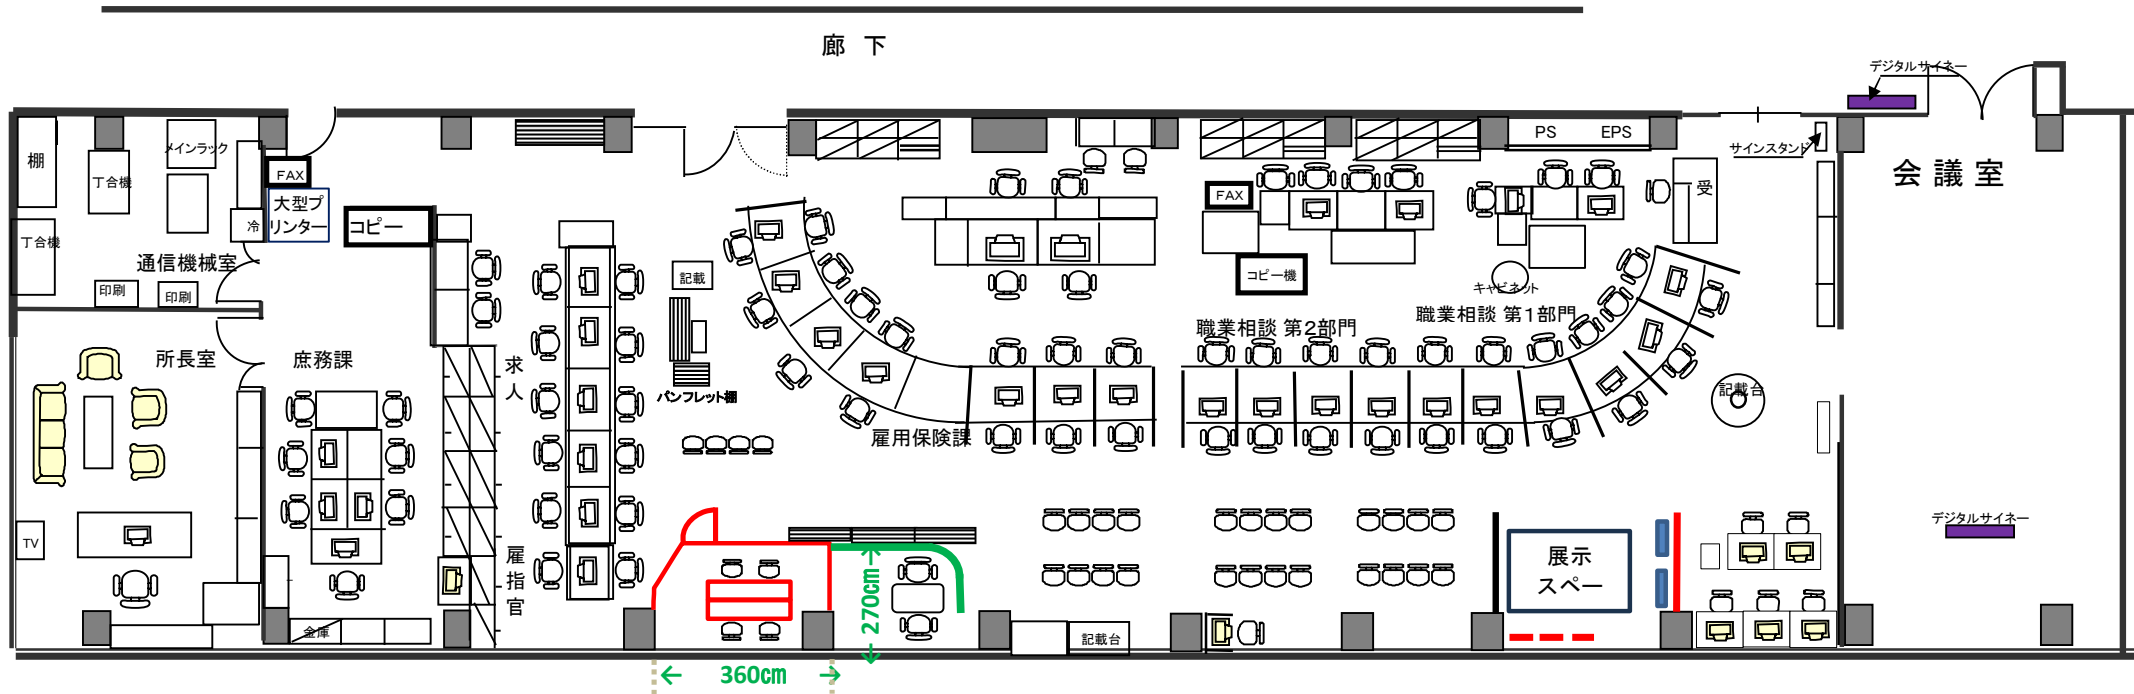 廊 下
デジタルサイネー
棚
丁合機
メインラック
FAX
大型プ
リンター
コピー
冷
丁合機
通信機械室
印刷
印刷
所長室
庶務課
TV
金庫
求人
雇指官
記載
パンフレット棚
雇用保険課
FAX
コピー機
PS
EPS
サインスタンド
受
キャビネット
職業相談 第2部門
職業相談 第1部門
記載台
会 議 室
デジタルサイネー
展示
スペー
記載台
270cm
360cm